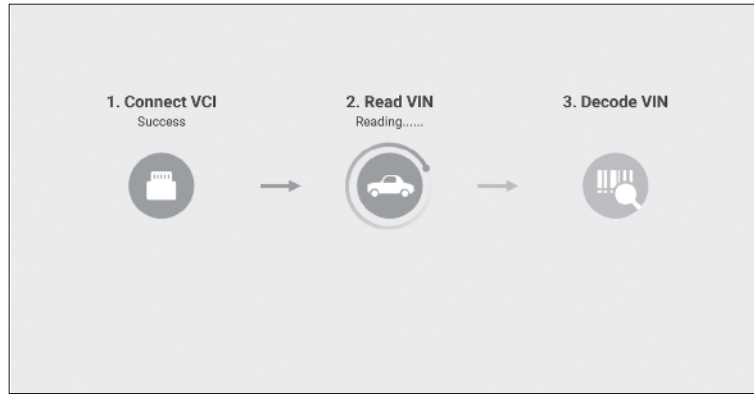 1. Connect VCI
Success
2. Read VIN
Reading......
3. Decode VIN